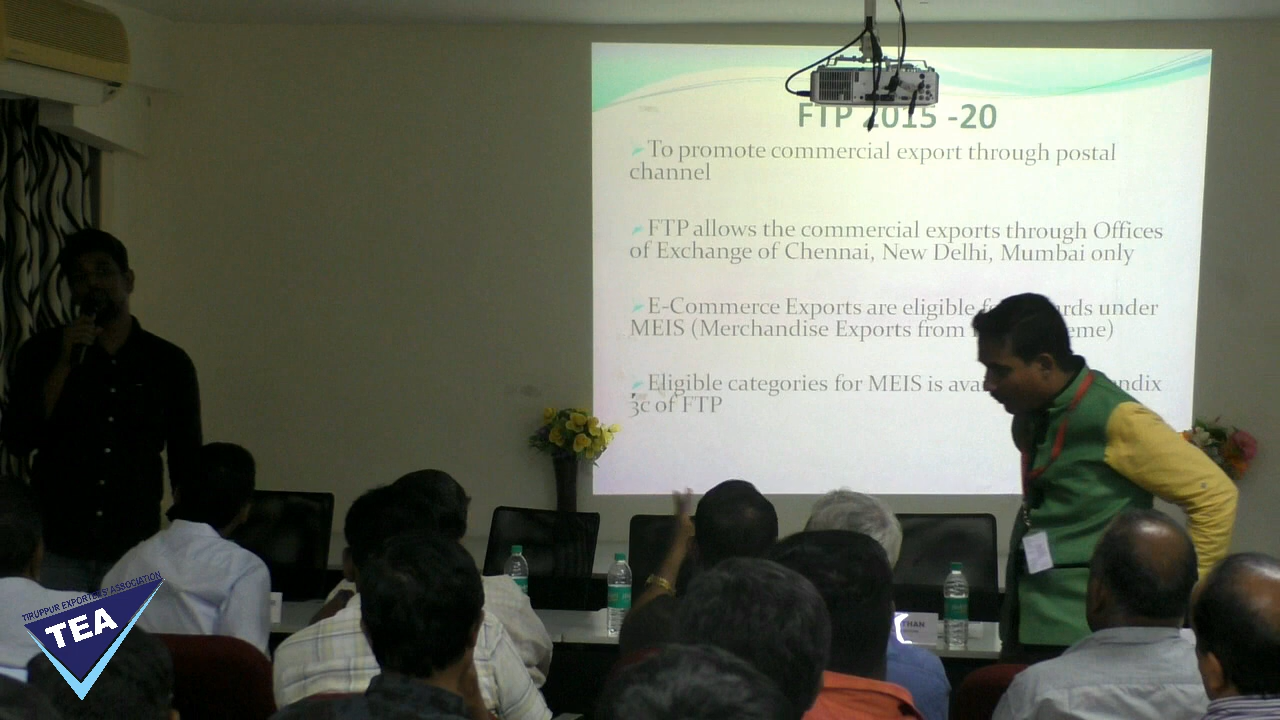 FTP 2015 -20
To promote commercial export through postal
channel
FTP allows the commercial exports through Offices
of Exchange of Chennai, New Delhi, Mumbai only
E-Commerce Exports are eligible under
MEIS (Merchandise Exports from
Eligible categories for MEIS is
3c of FTP
TIRUPPUR EXPORTERS' ASSOCIATION
TEA